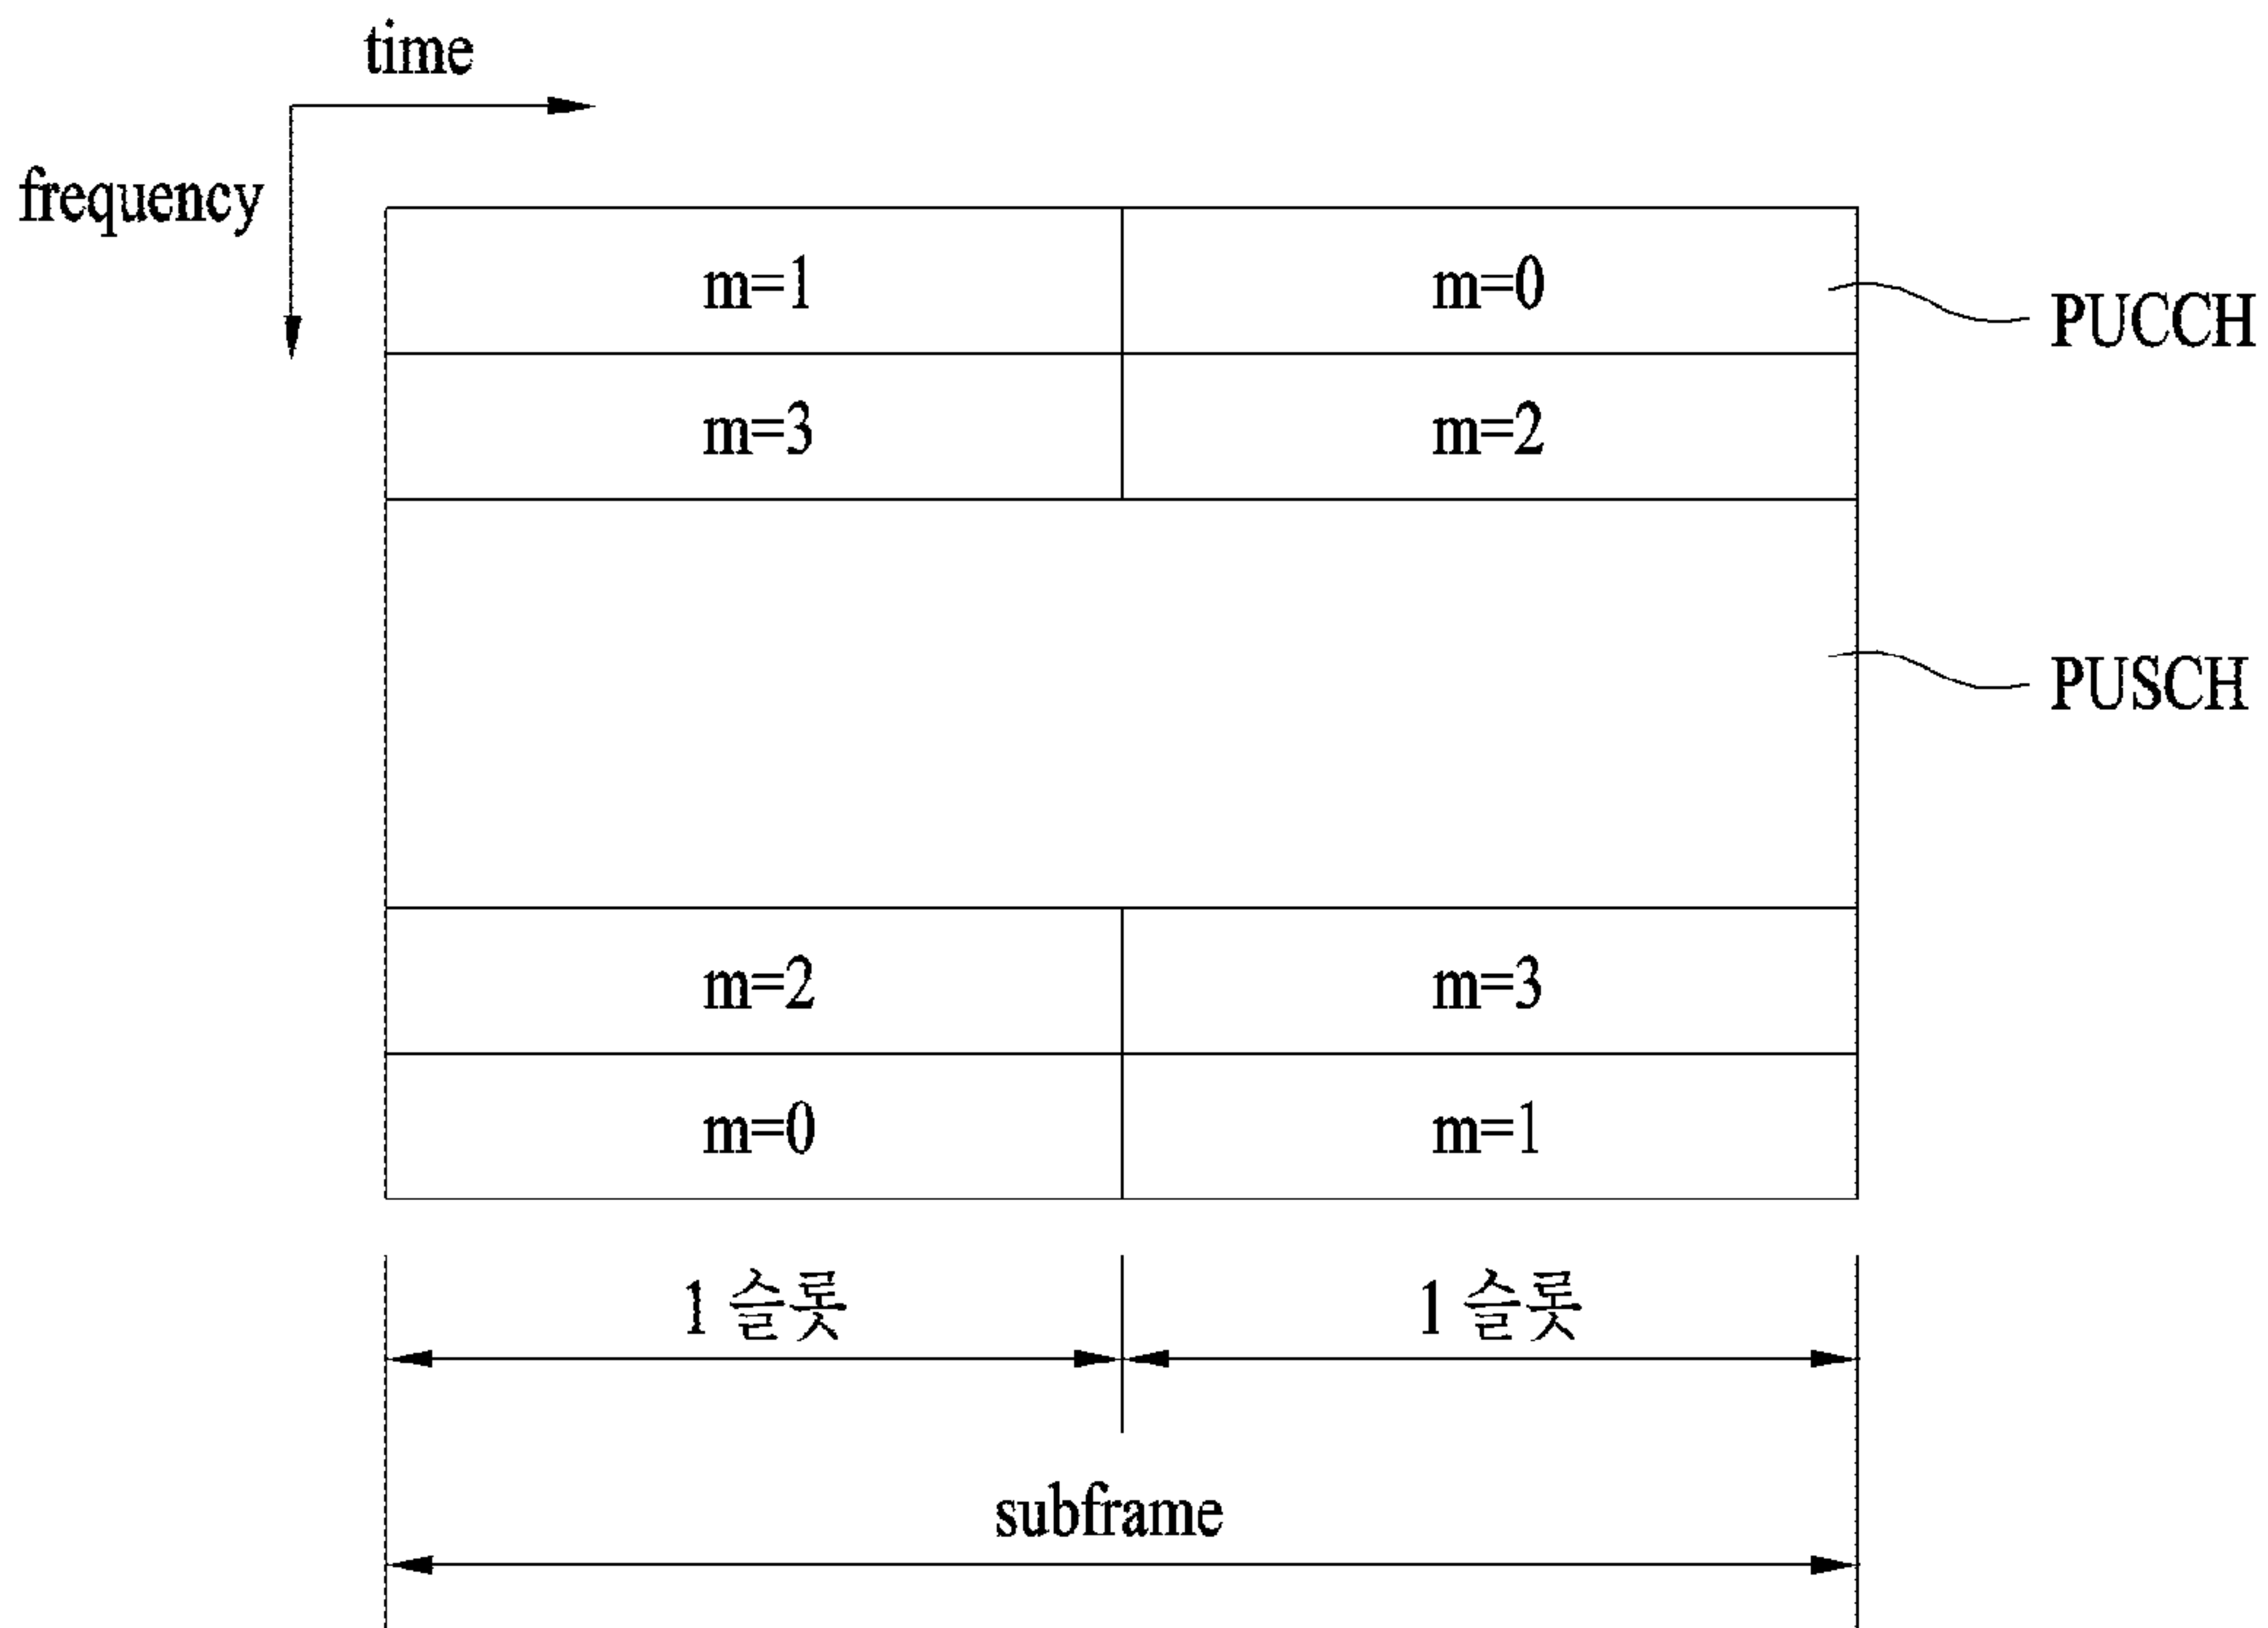 time
frequency
m=1 m=0
PUCCH
m=3 m=2
PUSCH
m=2 m=3
m=0 m=1
1 슬롯 1 슬롯
subframe